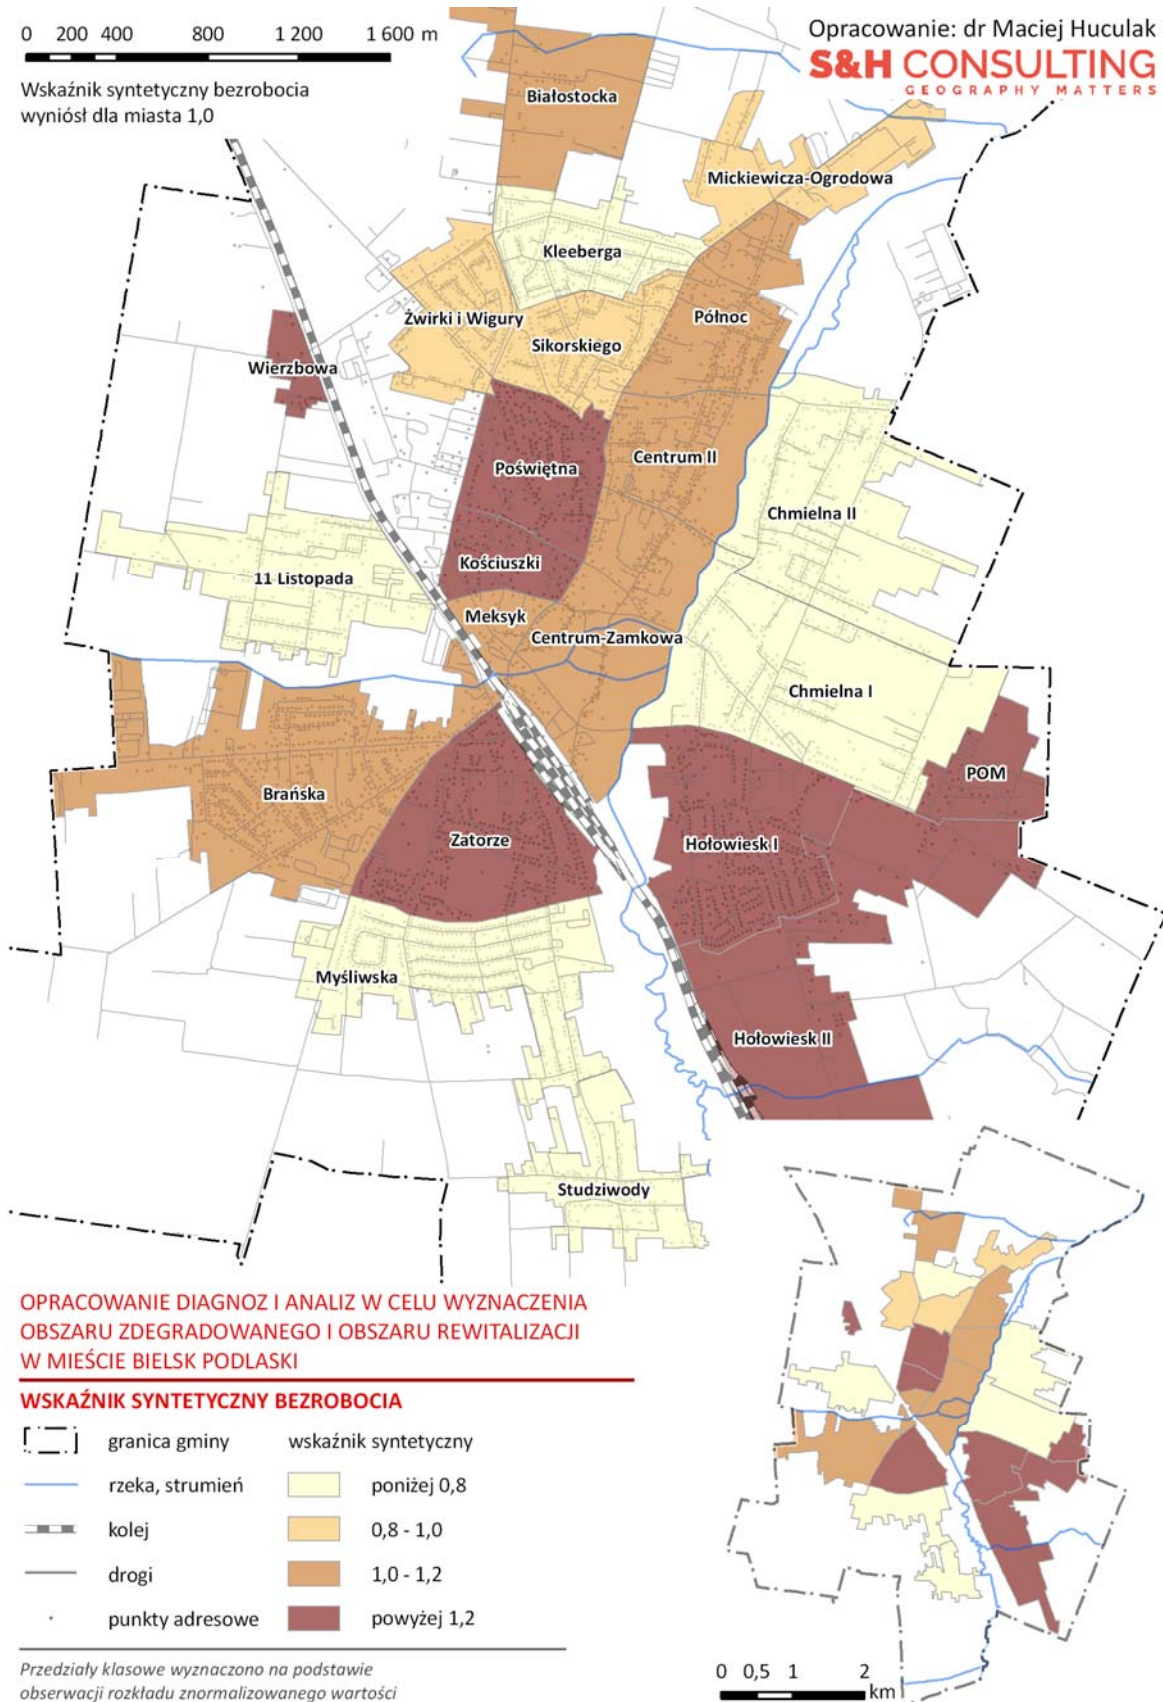 0 200 400 800 1 200 1 600 m
Wskaźnik syntetyczny bezrobocia
wyniósł dla miasta 1,0
Opracowanie: dr Maciej Huculak
S&H CONSULTING
GEOGRAPHY MATTERS
Białostocka
Mickiewicza-Ogrodowa
Kleeberga
Żwirki i Wigury
Północ
Sikorskiego
Wierzbowa
Poświętna
Centrum II
Chmielna II
Kościuszki
11 Listopada
Meksyk
Centrum-Zamkowa
Chmielna I
POM
Brańska
Zatorze
Hołowiesk I
Myśliwska
Hołowiesk II
Studziwody
OPRACOWANIE DIAGNOZ I ANALIZ W CELU WYZNACZENIA
OBSZARU ZDEGRADOWANEGO I OBSZARU REWITALIZACJI
W MIEŚCIE BIELSK PODLASKI
WSKAŹNIK SYNTETYCZNY BEZROBOCIA
granica gminy wskaźnik syntetyczny
rzeka, strumień poniżej 0,8
kolej 0,8 - 1,0
drogi 1,0 - 1,2
punkty adresowe powyżej 1,2
Przedziały klasowe wyznaczono na podstawie
obserwacji rozkładu znormalizowanego wartości
0 0,5 1 2
km